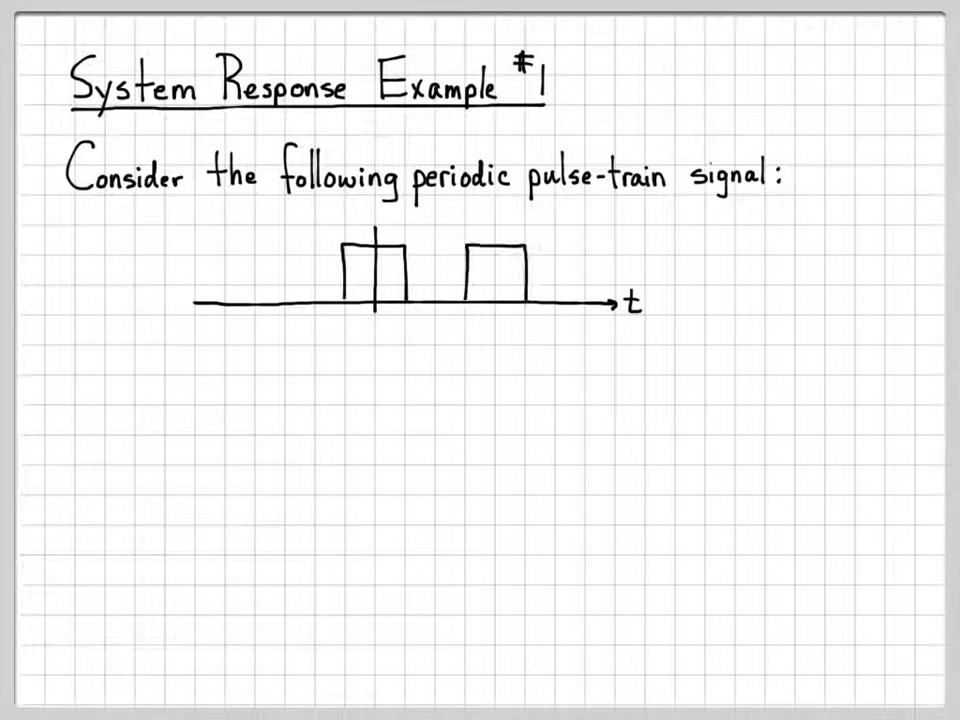 System Response Example #1
Consider the following periodic pulse-train signal:
t